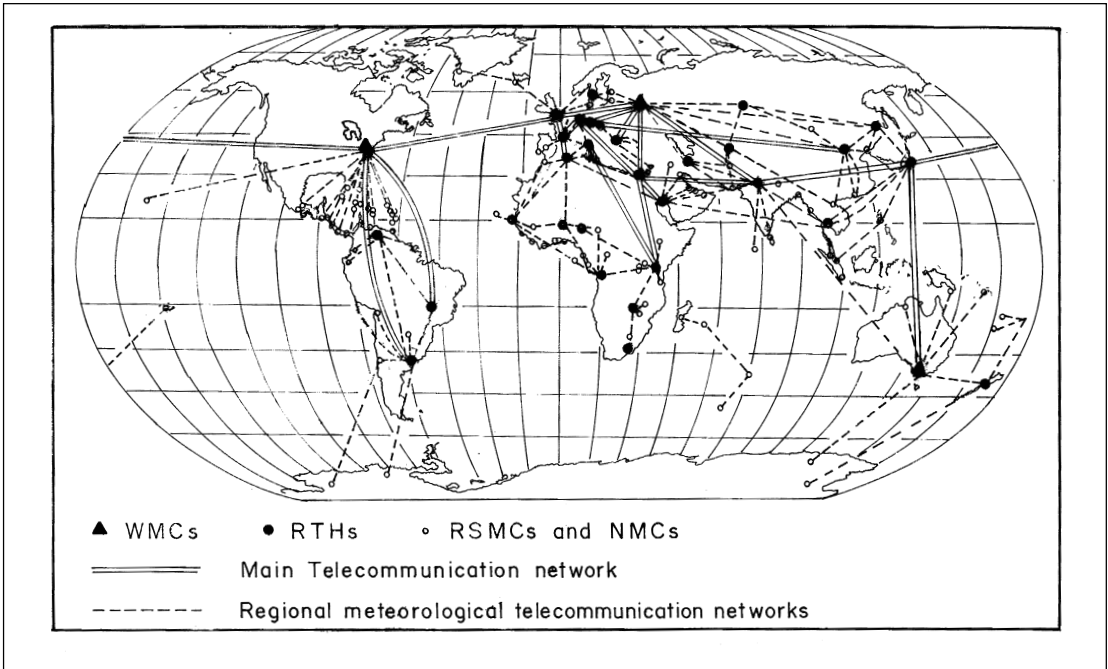 WMCs RTHs RSMCs and NMCs
Main Telecommunication network
Regional meteorological telecommunication networks